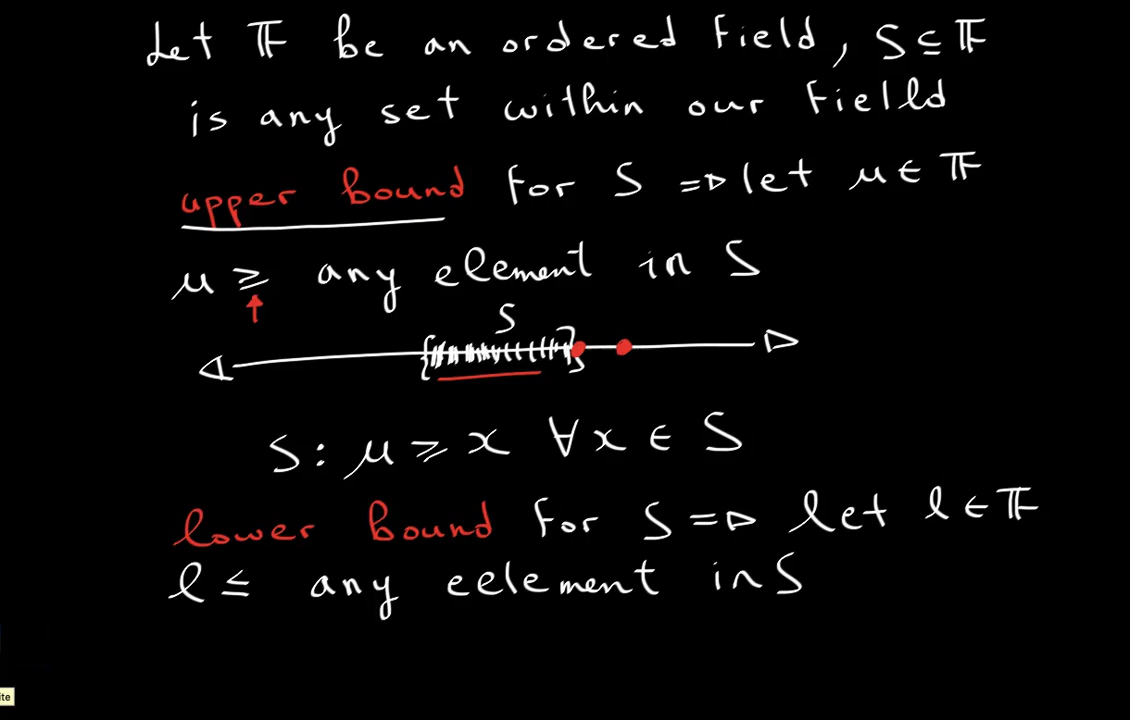 Let 𝔽 be an ordered field, S ⊆ 𝔽
is any set within our fielld
upper bound for S => let μ ∈ 𝔽
μ ≥ any element in S
S
S: μ ≥ x ∀x ∈ S
lower bound for S => let l ∈ 𝔽
l ≤ any eelement in S
ite